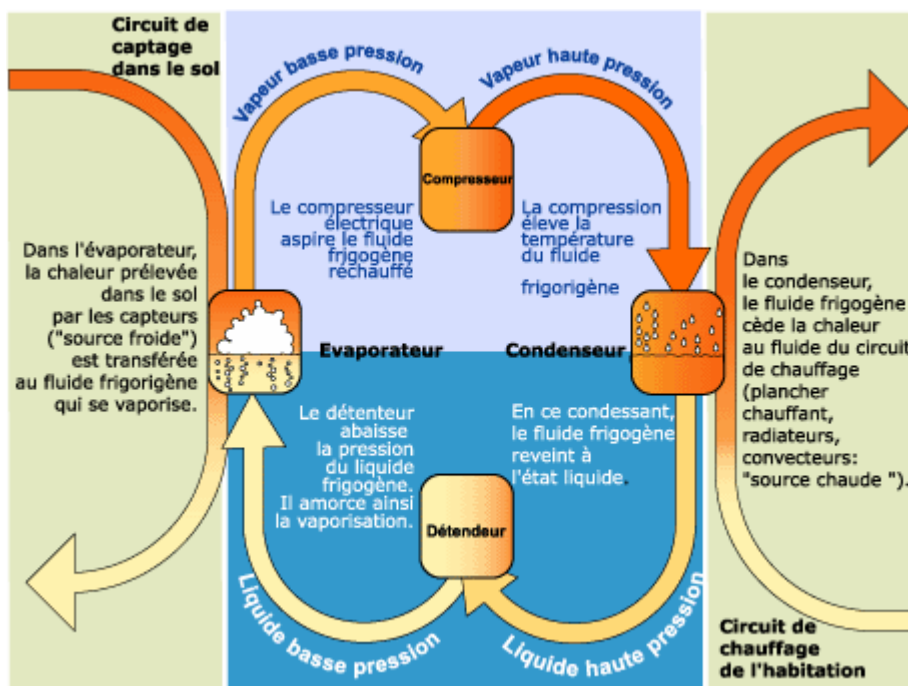 Circuit de
captage
dans le sol
Vapeur basse pression
Vapeur haute pression
Compresseur
Le compresseur
électrique
aspire le fluide
frigogène
réchauffé
La compression
éleve la
température
du fluide
frigorigène
Dans l'évaporateur,
la chaleur prélevée
dans le sol
par les capteurs
("source froide")
est transférée
au fluide frigorigène
qui se vaporise.
Evaporateur
Condenseur
Dans
le condenseur,
le fluide frigogène
cède la chaleur
au fluide du circuit
de chauffage
(plancher
chauffant,
radiateurs,
convecteurs:
"source chaude ").
Le détenteur
abaisse
la pression
du liquide
frigogène.
Il amorce ainsi
la vaporisation.
En ce condessant,
le fluide frigogène
reveint à
l'état liquide.
Détendeur
Liquide basse pression
Liquide haute pression
Circuit de
chauffage
de l'habitation